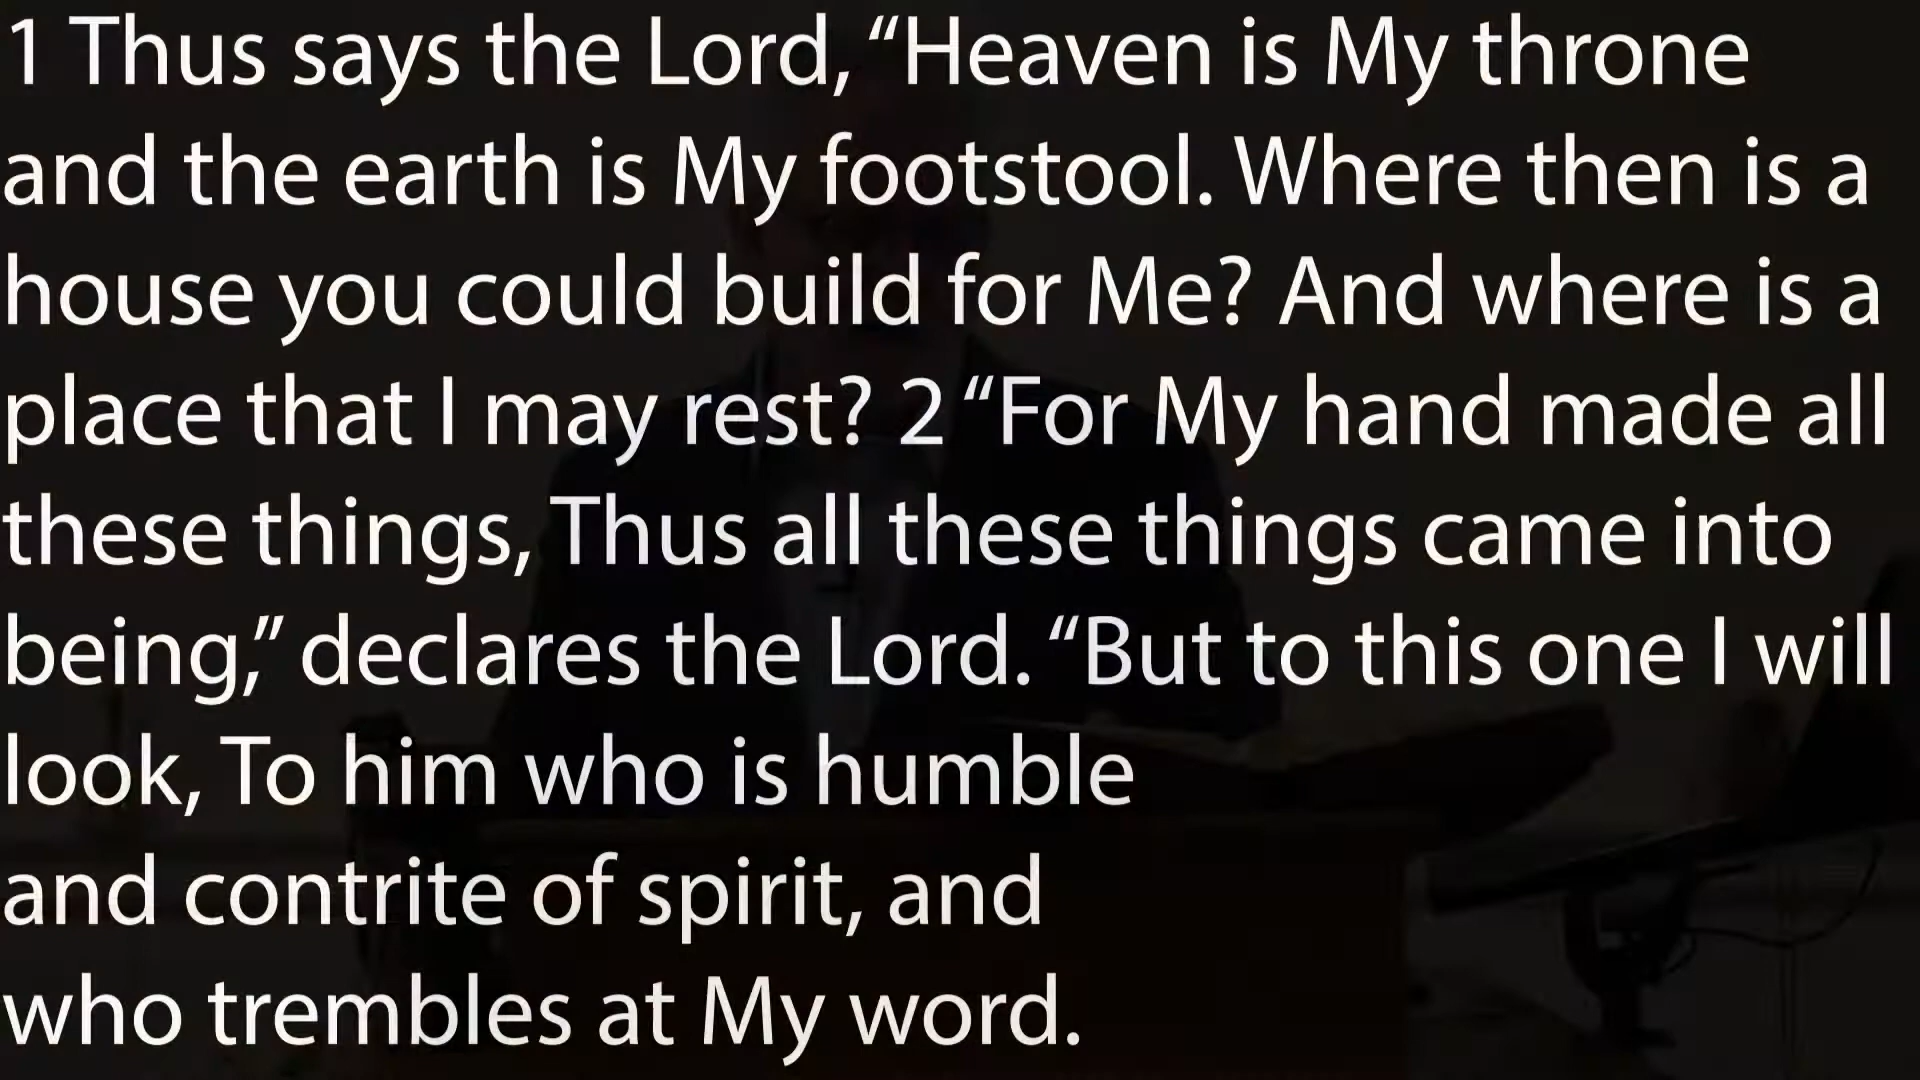 1 Thus says the Lord, “Heaven is My throne
and the earth is My footstool. Where then is a
house you could build for Me? And where is a
place that I may rest? 2 “For My hand made all
these things, Thus all these things came into
being,” declares the Lord. “But to this one I will
look, To him who is humble
and contrite of spirit, and
who trembles at My word.